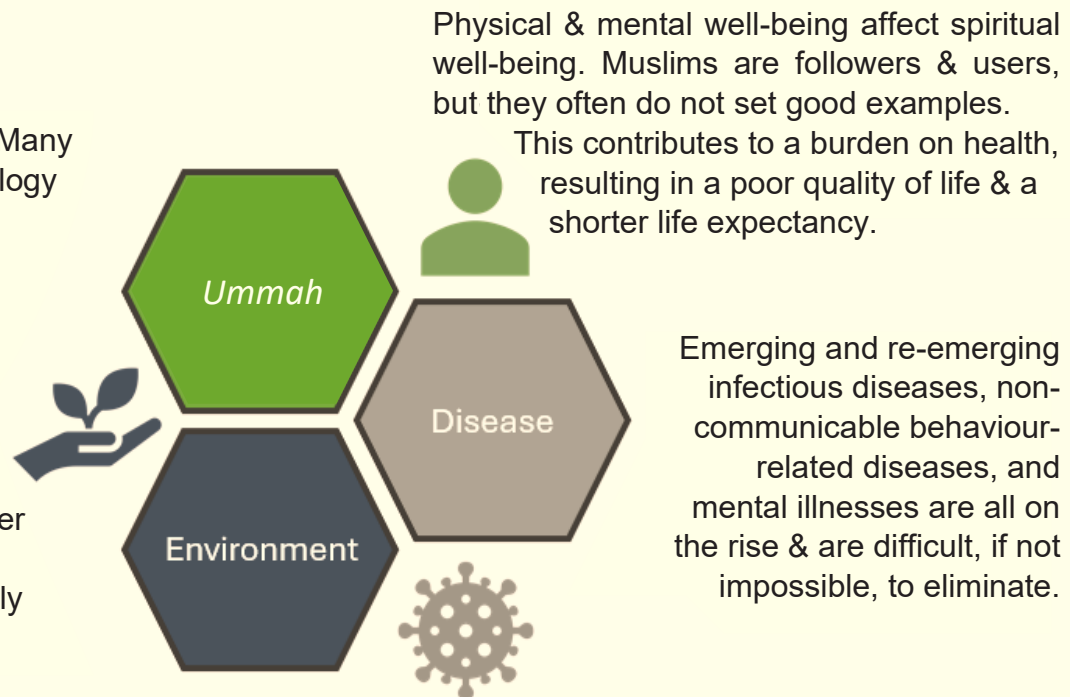 Physical & mental well-being affect spiritual
well-being. Muslims are followers & users,
but they often do not set good examples.
This contributes to a burden on health,
resulting in a poor quality of life & a
shorter life expectancy.
Many
logy
Ummah
Disease
Emerging and re-emerging
infectious diseases, non-
communicable behaviour-
related diseases, and
mental illnesses are all on
the rise & are difficult, if not
impossible, to eliminate.
er
Environment
ly